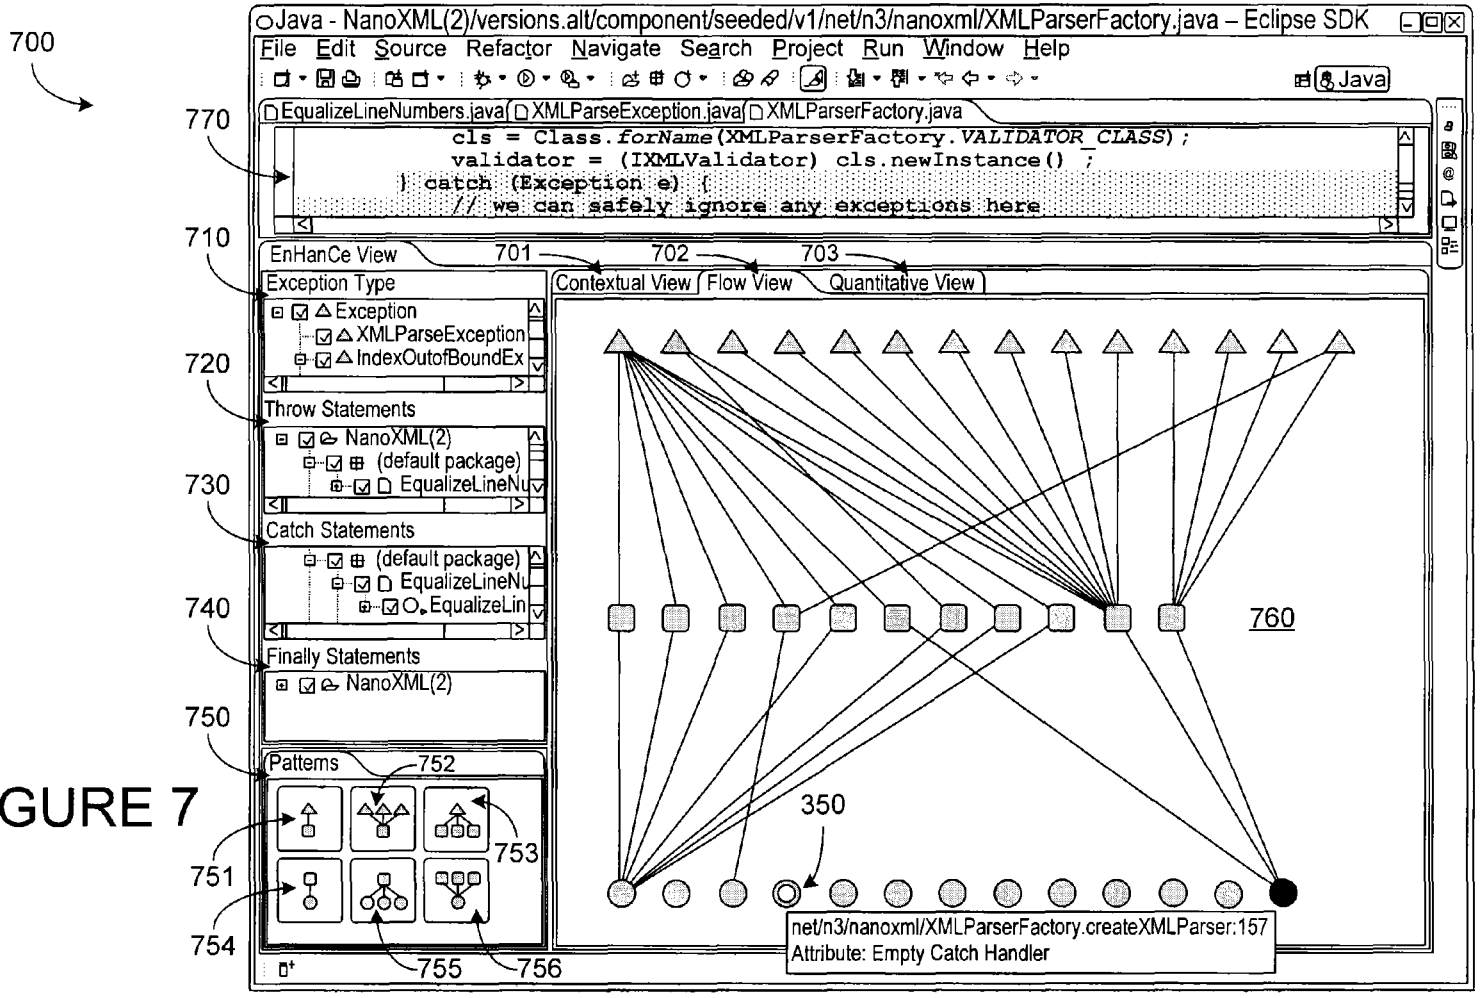 Java - NanoXML(2)/versions.alt/component/seeded/v1/net/n3/nanoxml/XMLParserFactory.java – Eclipse SDK
700
File Edit Source Refactor Navigate Search Project Run Window Help
Java
EqualizeLineNumbers.java XMLParseException.java XMLParserFactory.java
770
cls = Class.forName(XMLParserFactory.VALIDATOR_CLASS);
validator = (IXMLValidator) cls.newInstance() ;
} catch (Exception e) {
// we can safely ignore any exceptions here
710
EnHanCe View
701
702
703
Exception Type
Contextual View Flow View Quantitative View
Exception
XMLParseException
IndexOutofBoundEx
720
Throw Statements
NanoXML(2)
(default package)
EqualizeLineNu
730
Catch Statements
(default package)
EqualizeLineNu
EqualizeLin
740
760
Finally Statements
NanoXML(2)
750
Patterns
752
GURE 7
350
753
751
754
755
756
net/n3/nanoxml/XMLParserFactory.createXMLParser:157
Attribute: Empty Catch Handler